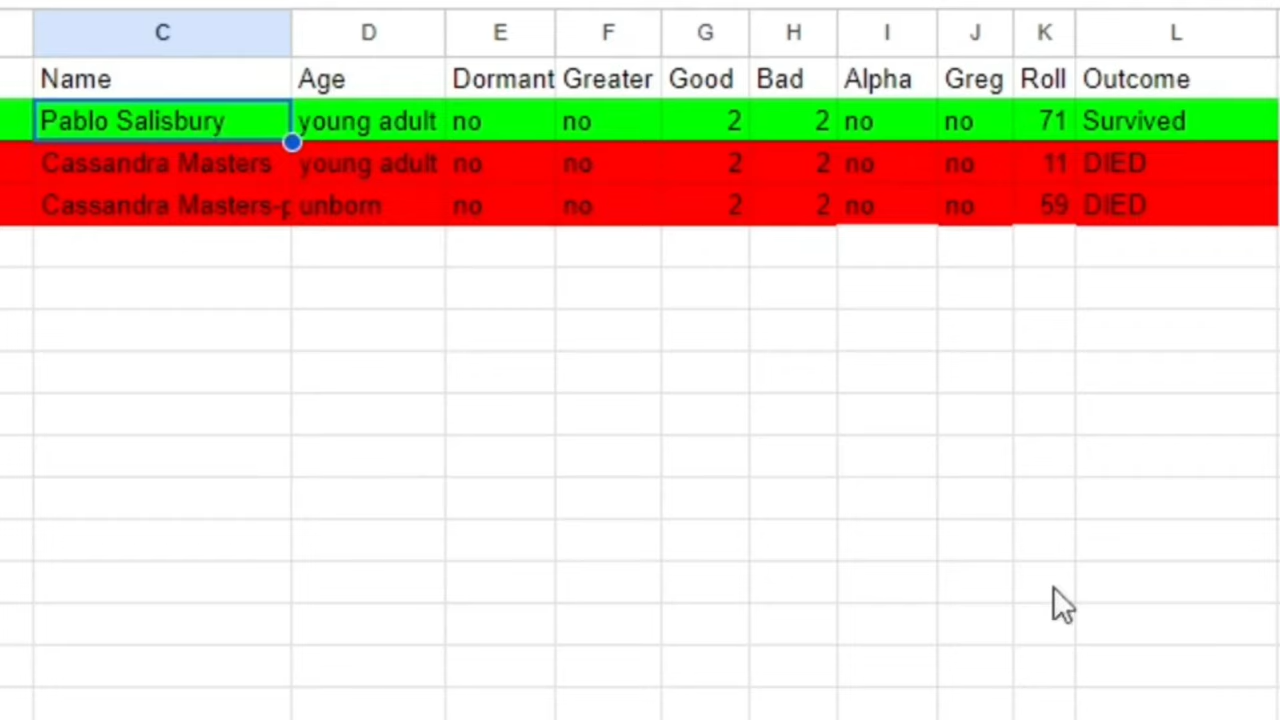 C D E F G H I J K L
Name Age Dormant Greater Good Bad Alpha Greg Roll Outcome
Pablo Salisbury young adult no no 2 2 no no 71 Survived
Cassandra Masters young adult no no 2 2 no no 11 DIED
Cassandra Masters-p unborn no no 2 2 no no 59 DIED